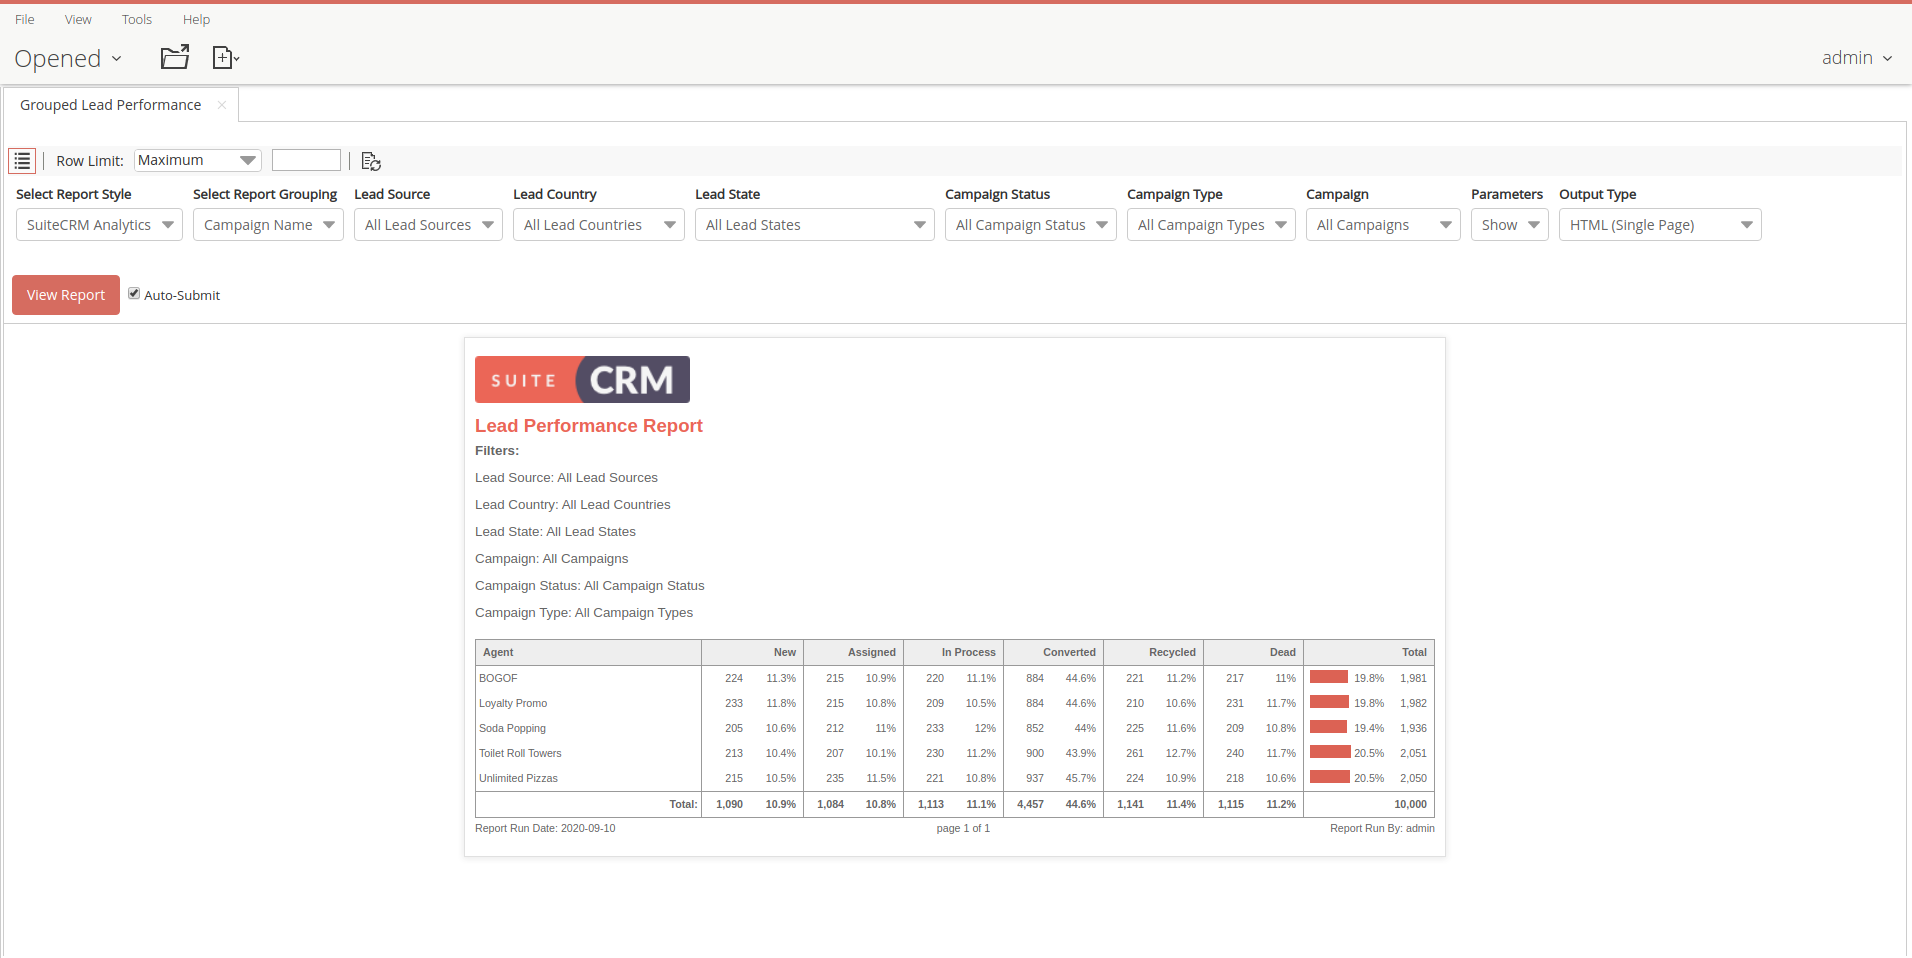 File View Tools Help
Opened
admin
Grouped Lead Performance ×
Row Limit: Maximum
Select Report Style Select Report Grouping Lead Source Lead Country Lead State Campaign Status Campaign Type Campaign Parameters Output Type
SuiteCRM Analytics Campaign Name All Lead Sources All Lead Countries All Lead States All Campaign Status All Campaign Types All Campaigns Show HTML (Single Page)
View Report Auto-Submit
SUITE CRM
Lead Performance Report
Filters:
Lead Source: All Lead Sources
Lead Country: All Lead Countries
Lead State: All Lead States
Campaign: All Campaigns
Campaign Status: All Campaign Status
Campaign Type: All Campaign Types
Agent New Assigned In Process Converted Recycled Dead Total
BOGOF 224 11.3% 215 10.9% 220 11.1% 884 44.6% 221 11.2% 217 11% 19.8% 1,981
Loyalty Promo 233 11.8% 215 10.8% 209 10.5% 884 44.6% 210 10.6% 231 11.7% 19.8% 1,982
Soda Popping 205 10.6% 212 11% 233 12% 852 44% 225 11.6% 209 10.8% 19.4% 1,936
Toilet Roll Towers 213 10.4% 207 10.1% 230 11.2% 900 43.9% 261 12.7% 240 11.7% 20.5% 2,051
Unlimited Pizzas 215 10.5% 235 11.5% 221 10.8% 937 45.7% 224 10.9% 218 10.6% 20.5% 2,050
Total: 1,090 10.9% 1,084 10.8% 1,113 11.1% 4,457 44.6% 1,141 11.4% 1,115 11.2% 10,000
Report Run Date: 2020-09-10 page 1 of 1 Report Run By: admin